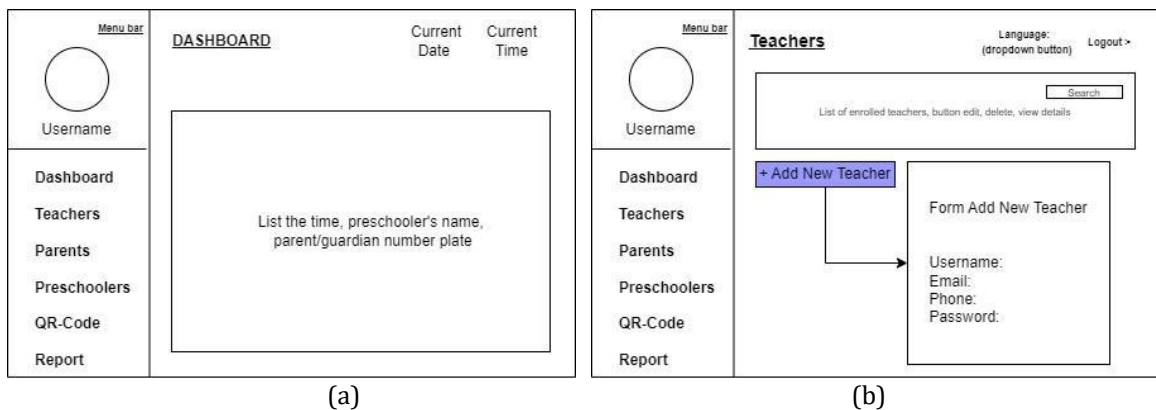 Menu bar
Username
Dashboard
Teachers
Parents
Preschoolers
QR-Code
Report
DASHBOARD
Current
Date
Current
Time
List the time, preschooler's name,
parent/guardian number plate
(a)
Menu bar
Username
Dashboard
Teachers
Parents
Preschoolers
QR-Code
Report
Teachers
Language:
(dropdown button)
Logout >
Search
List of enrolled teachers, button edit, delete, view details
+ Add New Teacher
Form Add New Teacher
Username:
Email:
Phone:
Password:
(b)